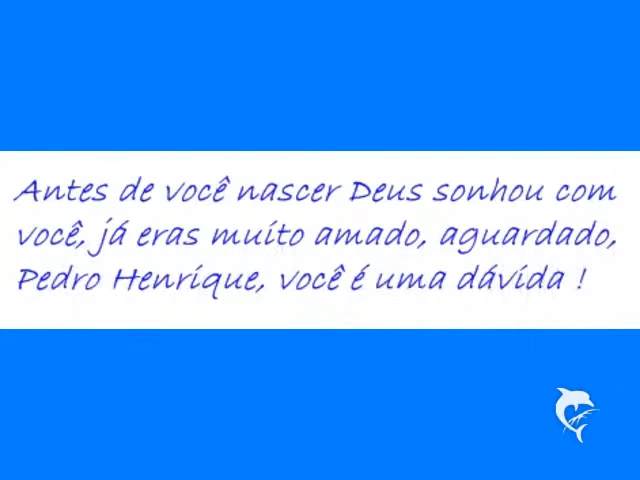 Antes de você nascer Deus sonhou com
você, já eras muito amado, aguardado,
Pedro Henrique, você é uma dávida !